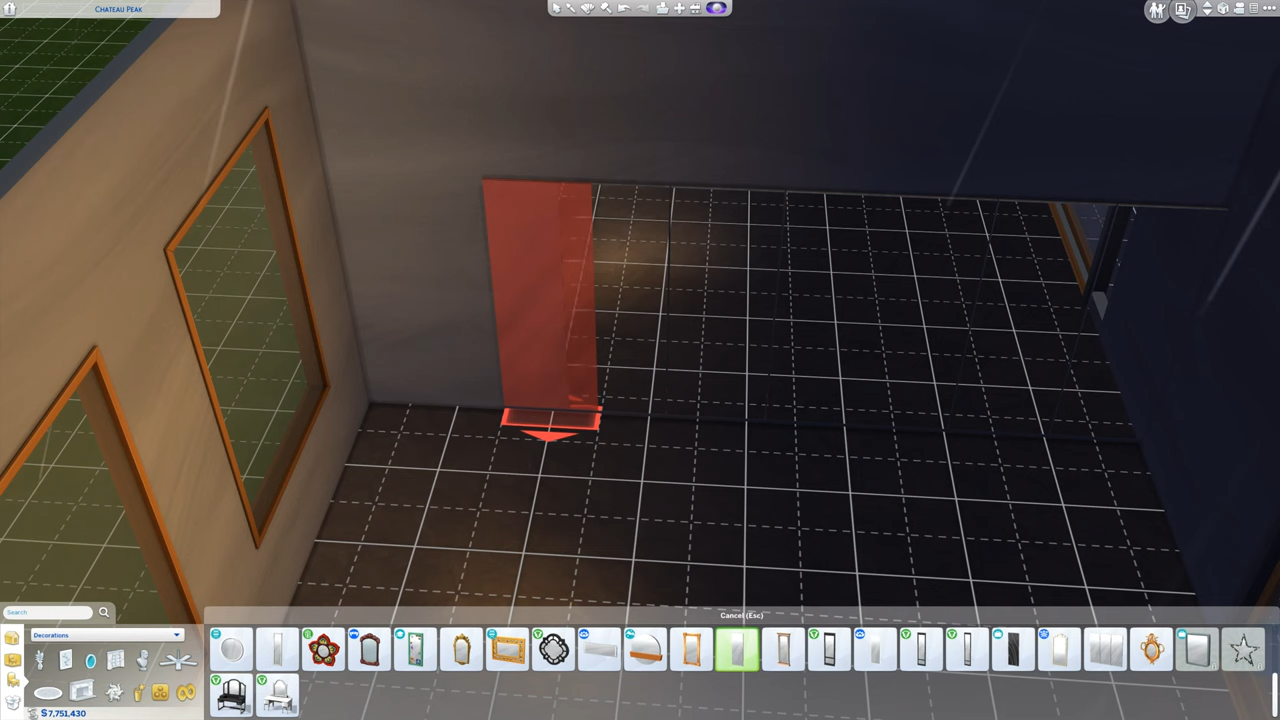 CHATEAU PEAK
Cancel (Esc)
Search
Decorations
$7,751,430